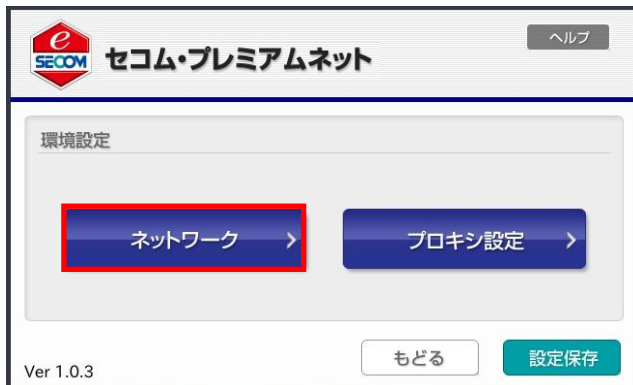 e
SECOM
セコム・プレミアムネット
ヘルプ
環境設定
ネットワーク
プロキシ設定
Ver 1.0.3
もどる
設定保存